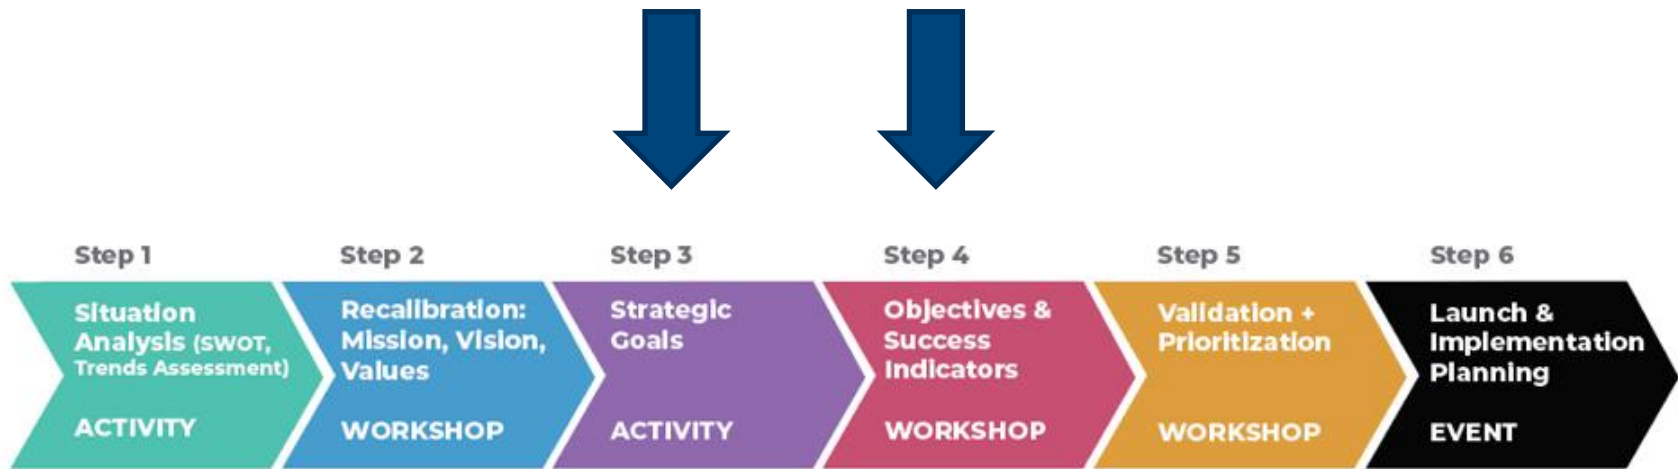 Step 1
Situation
Analysis (SWOT,
Trends Assessment)
ACTIVITY
Step 2
Recalibration:
Mission, Vision,
Values
WORKSHOP
Step 3
Strategic
Goals
ACTIVITY
Step 4
Objectives &
Success
Indicators
WORKSHOP
Step 5
Validation +
Prioritization
WORKSHOP
Step 6
Launch &
Implementation
Planning
EVENT